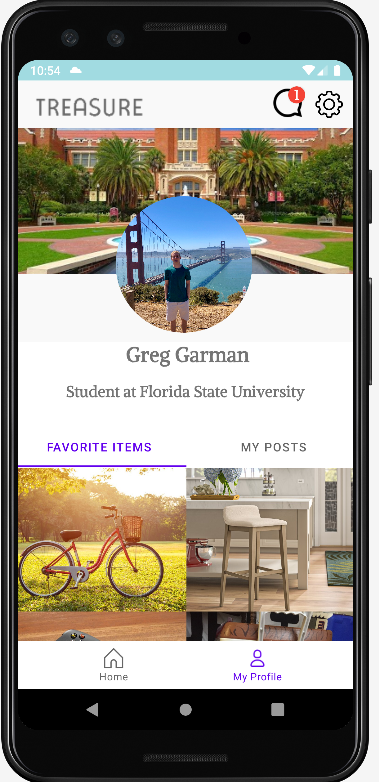 10:54
TREASURE
1
Greg Garman
Student at Florida State University
FAVORITE ITEMS MY POSTS
Home My Profile